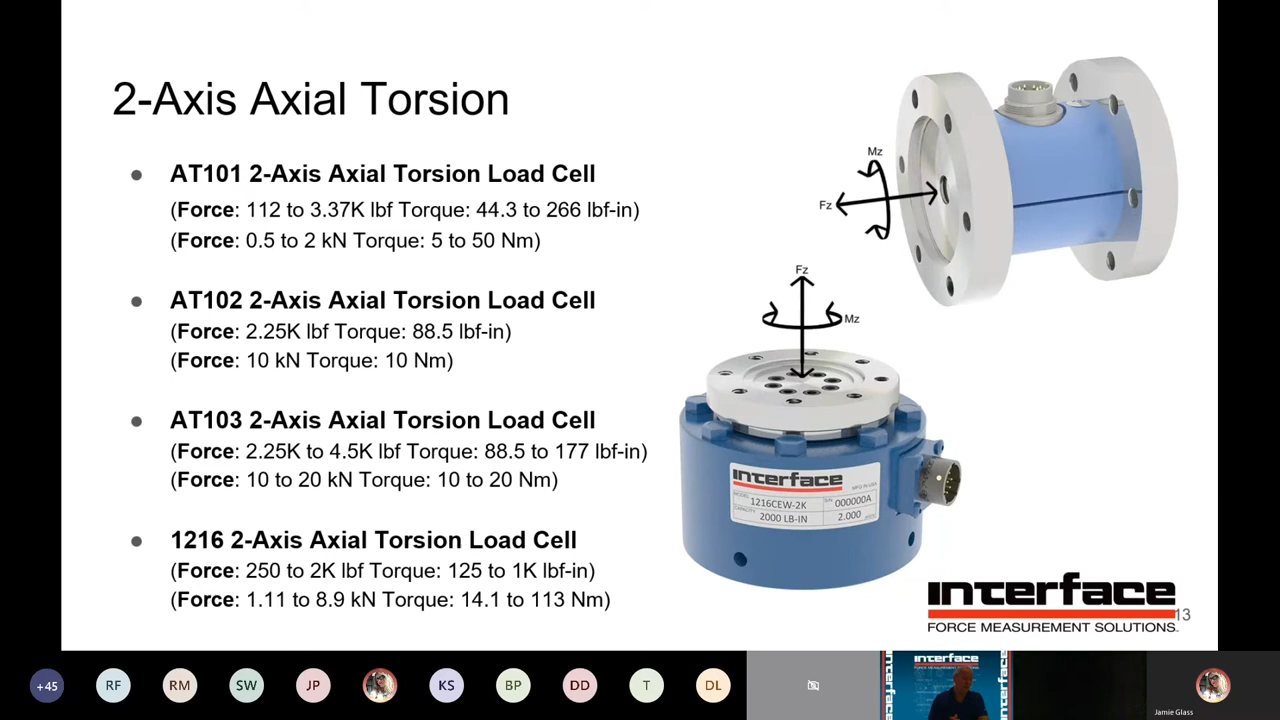 2-Axis Axial Torsion
● AT101 2-Axis Axial Torsion Load Cell
(Force: 112 to 3.37K lbf Torque: 44.3 to 266 lbf-in)
(Force: 0.5 to 2 kN Torque: 5 to 50 Nm)
● AT102 2-Axis Axial Torsion Load Cell
(Force: 2.25K lbf Torque: 88.5 lbf-in)
(Force: 10 kN Torque: 10 Nm)
● AT103 2-Axis Axial Torsion Load Cell
(Force: 2.25K to 4.5K lbf Torque: 88.5 to 177 lbf-in)
(Force: 10 to 20 kN Torque: 10 to 20 Nm)
● 1216 2-Axis Axial Torsion Load Cell
(Force: 250 to 2K lbf Torque: 125 to 1K lbf-in)
(Force: 1.11 to 8.9 kN Torque: 14.1 to 113 Nm)
Mz
Fz
Fz
Mz
interface
MFG IN USA
MODEL 1216CEW-2K S/N 000000A
CAPACITY 2000 LB-IN 2.000
interface
FORCE MEASUREMENT SOLUTIONS.
13
+45 RF RM SW JP KS BP DD T DL
interface
interface
interface
Jamie Glass